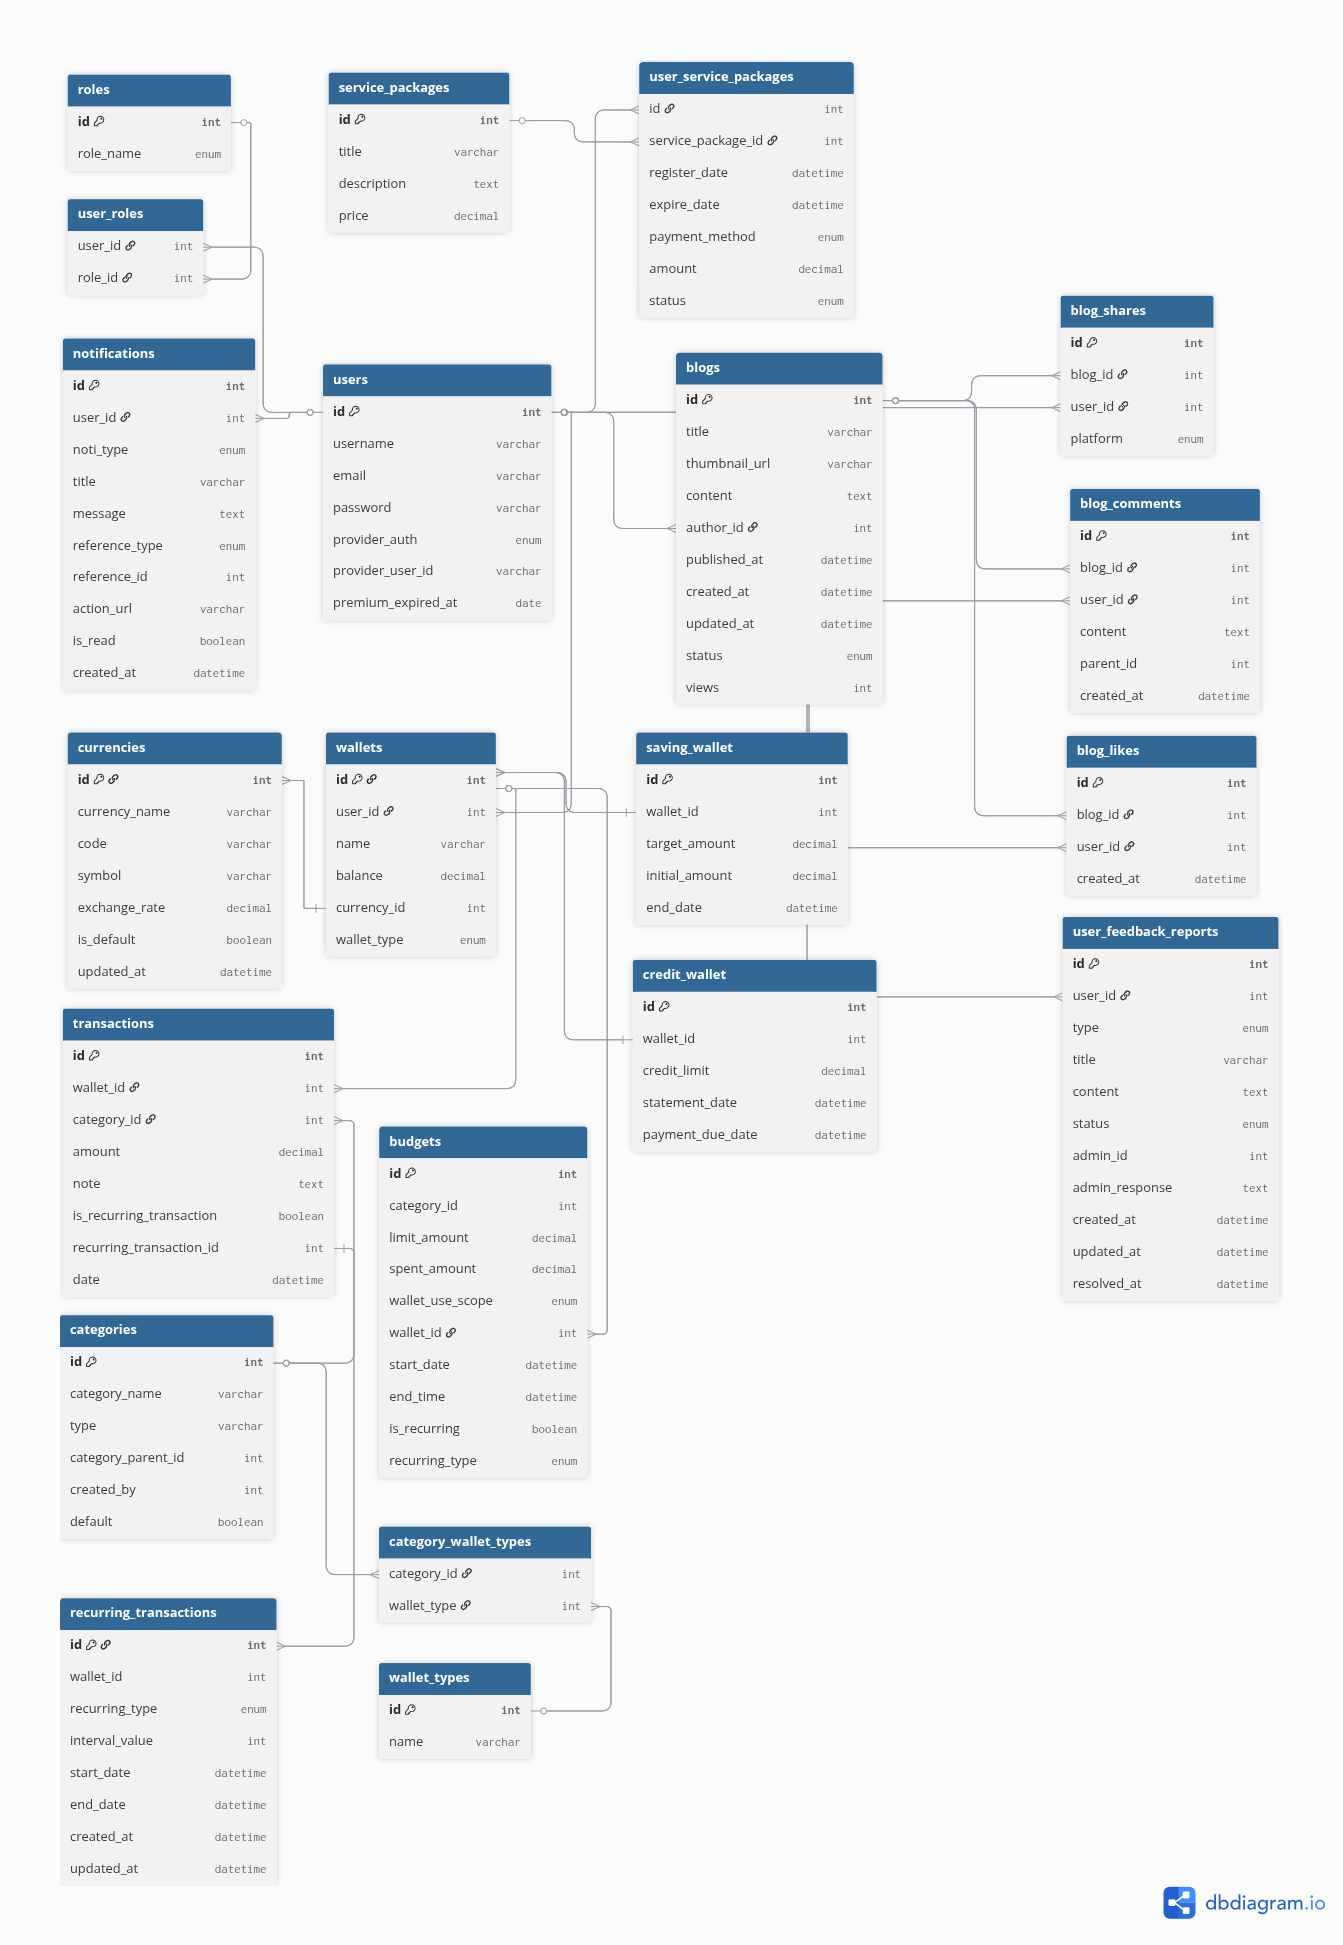 roles
id int
role_name enum
user_roles
user_id int
role_id int
notifications
id int
user_id int
noti_type enum
title varchar
message text
reference_type enum
reference_id int
action_url varchar
is_read boolean
created_at datetime
service_packages
id int
title varchar
description text
price decimal
users
id int
username varchar
email varchar
password varchar
provider_auth enum
provider_user_id varchar
premium_expired_at date
user_service_packages
id int
service_package_id int
register_date datetime
expire_date datetime
payment_method enum
amount decimal
status enum
blogs
id int
title varchar
thumbnail_url varchar
content text
author_id int
published_at datetime
created_at datetime
updated_at datetime
status enum
views int
blog_shares
id int
blog_id int
user_id int
platform enum
blog_comments
id int
blog_id int
user_id int
content text
parent_id int
created_at datetime
currencies
id int
currency_name varchar
code varchar
symbol varchar
exchange_rate decimal
is_default boolean
updated_at datetime
wallets
id int
user_id int
name varchar
balance decimal
currency_id int
wallet_type enum
saving_wallet
id int
wallet_id int
target_amount decimal
initial_amount decimal
end_date datetime
blog_likes
id int
blog_id int
user_id int
created_at datetime
credit_wallet
id int
wallet_id int
credit_limit decimal
statement_date datetime
payment_due_date datetime
user_feedback_reports
id int
user_id int
type enum
title varchar
content text
status enum
admin_id int
admin_response text
created_at datetime
updated_at datetime
resolved_at datetime
transactions
id int
wallet_id int
category_id int
amount decimal
note text
is_recurring_transaction boolean
recurring_transaction_id int
date datetime
budgets
id int
category_id int
limit_amount decimal
spent_amount decimal
wallet_use_scope enum
wallet_id int
start_date datetime
end_time datetime
is_recurring boolean
recurring_type enum
categories
id int
category_name varchar
type varchar
category_parent_id int
created_by int
default boolean
category_wallet_types
category_id int
wallet_type int
recurring_transactions
id int
wallet_id int
recurring_type enum
interval_value int
start_date datetime
end_date datetime
created_at datetime
updated_at datetime
wallet_types
id int
name varchar
dbdiagram.io